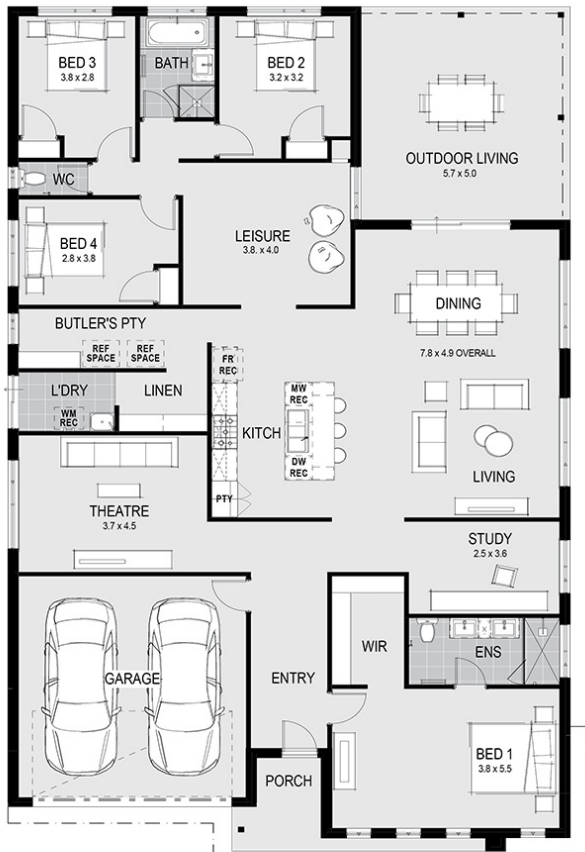 BED 3
3.8 x 2.8
BATH
BED 2
3.2 x 3.2
OUTDOOR LIVING
5.7 x 5.0
WC
BED 4
2.8 x 3.8
LEISURE
3.8. x 4.0
DINING
7.8 x 4.9 OVERALL
BUTLER'S PTY
REF
SPACE
REF
SPACE
FR
REC
L'DRY
WM
REC
LINEN
MW
REC
KITCH
DW
REC
PTY
LIVING
THEATRE
3.7 x 4.5
STUDY
2.5 x 3.6
GARAGE
ENTRY
WIR
ENS
PORCH
BED 1
3.8 x 5.5